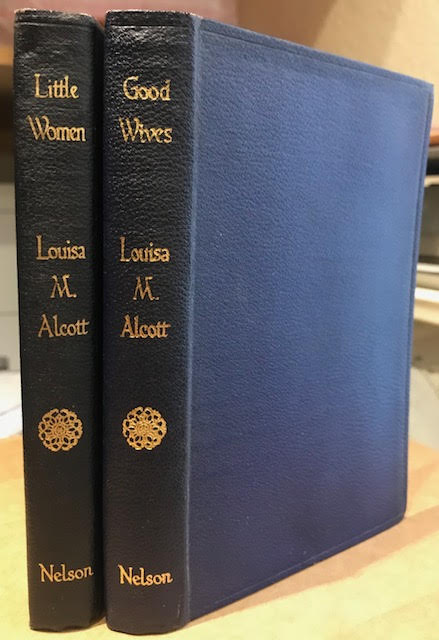 Little
Women
Louisa
M.
Alcott
Nelson
Good
Wives
Louisa
M.
Alcott
Nelson